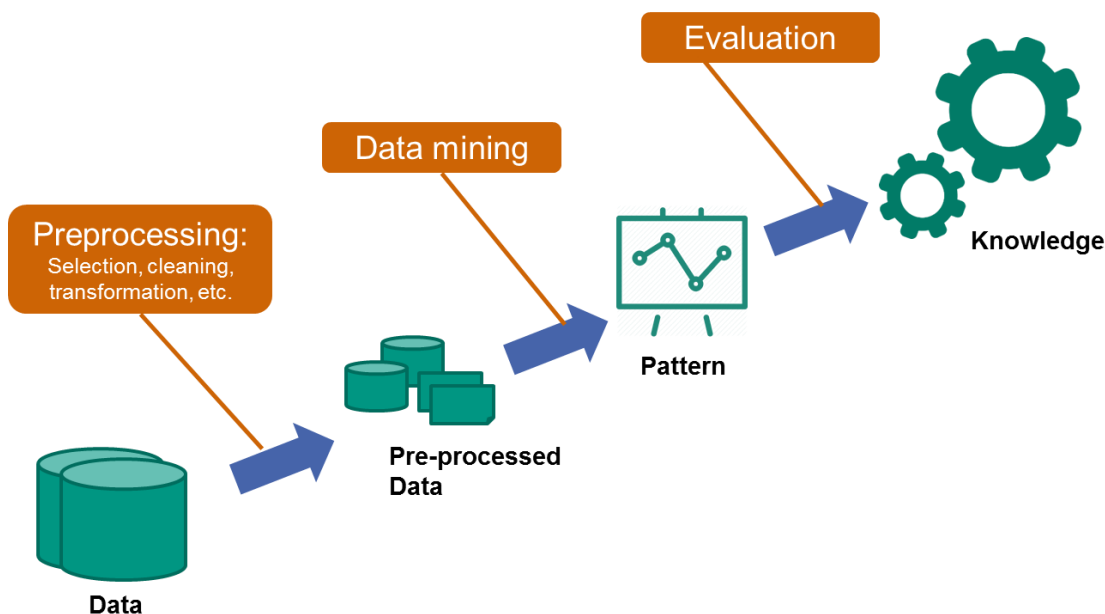 Evaluation
Data mining
Preprocessing:
Selection, cleaning,
transformation, etc.
Knowledge
Pattern
Pre-processed
Data
Data